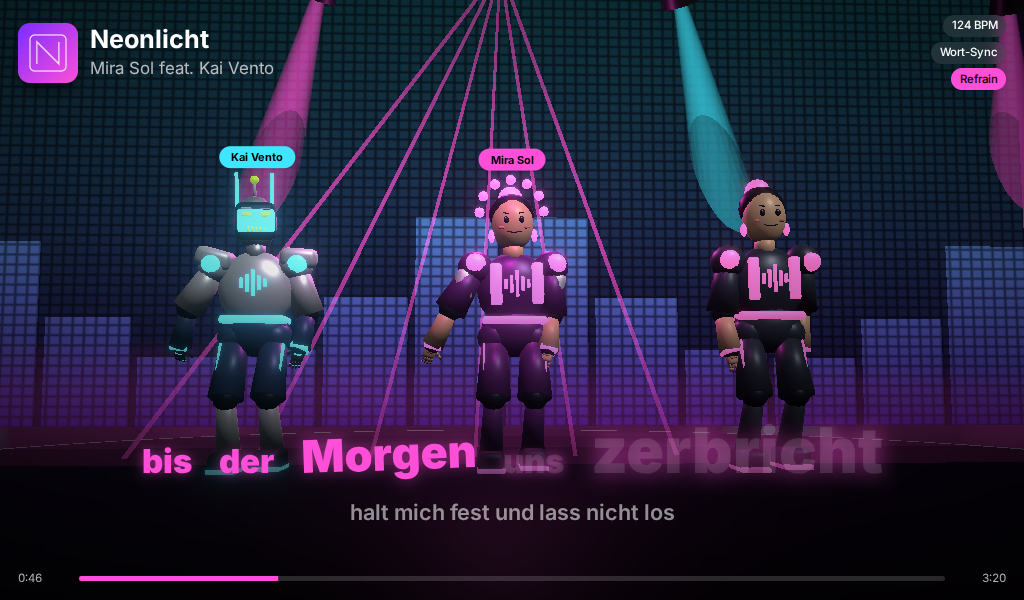 Neonlicht
Mira Sol feat. Kai Vento
124 BPM
Wort-Sync
Refrain
Kai Vento
Mira Sol
bis der Morgen uns zerbricht
halt mich fest und lass nicht los
0:46
3:20